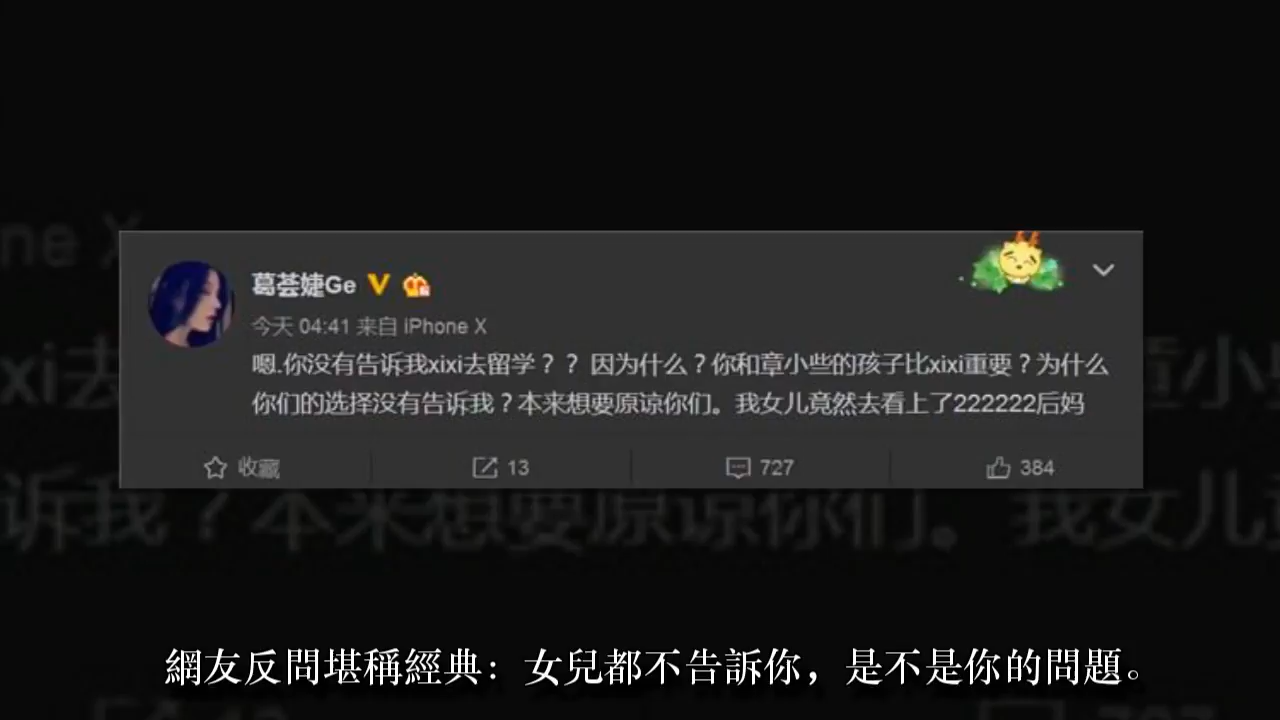 葛荟婕Ge
今天 04:41 来自 iPhone X
嗯.你没有告诉我xixi去留学？？ 因为什么？你和章小些的孩子比xixi重要？为什么
你们的选择没有告诉我？本来想要原谅你们。我女儿竟然去看上了222222后妈
收藏 13 727 384
網友反問堪稱經典：女兒都不告訴你，是不是你的問題。